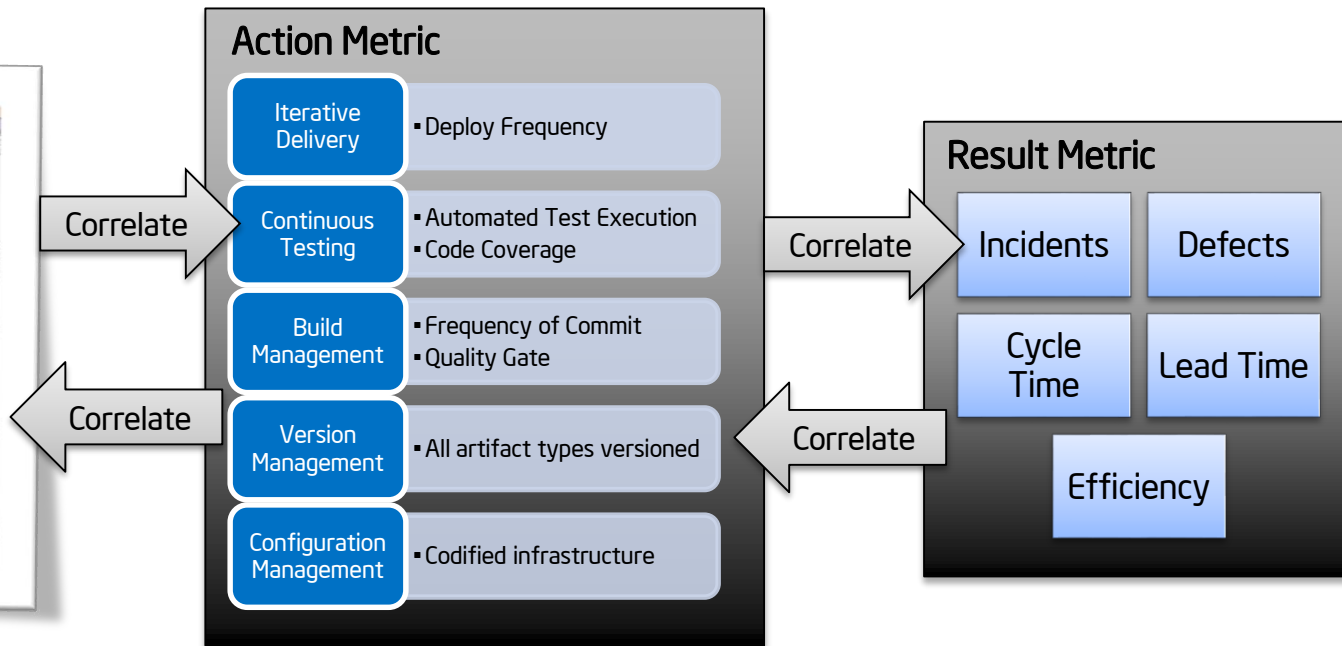 Action Metric
Iterative
Delivery
▪ Deploy Frequency
Correlate
Continuous
Testing
▪ Automated Test Execution
▪ Code Coverage
Build
Management
▪ Frequency of Commit
▪ Quality Gate
Correlate
Version
Management
▪ All artifact types versioned
Configuration
Management
▪ Codified infrastructure
Correlate
Correlate
Result Metric
Incidents
Defects
Cycle
Time
Lead Time
Efficiency